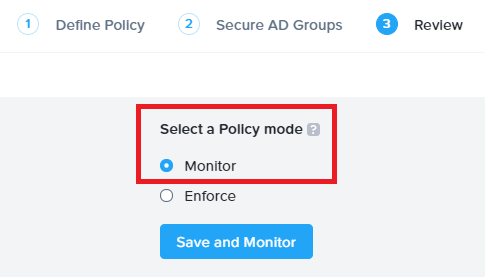 1 Define Policy 2 Secure AD Groups 3 Review
Select a Policy mode ?
Monitor
Enforce
Save and Monitor